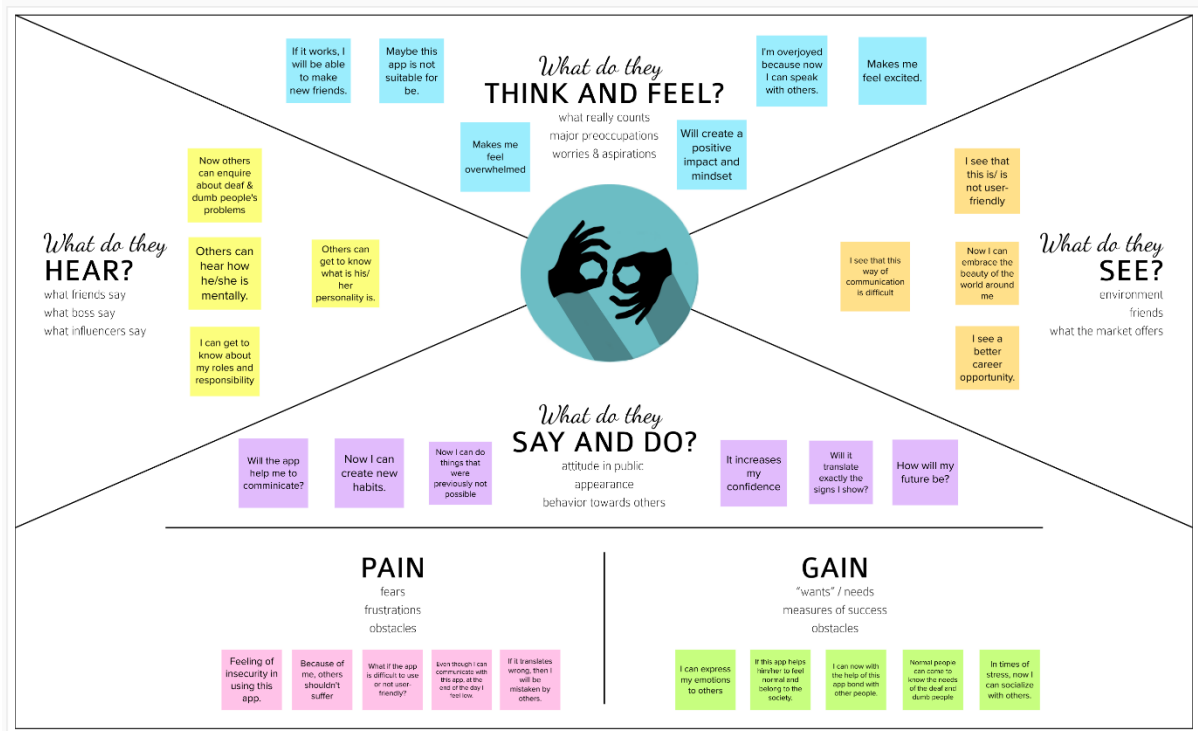 If it works, I
will be able
to make
new friends.
Maybe this
app is not
suitable for
be.
What do they
THINK AND FEEL?
what really counts
major preoccupations
worries & aspirations
I'm overjoyed
because now
I can speak
with others.
Makes me
feel excited.
Makes me
feel
overwhelmed
Will create a
positive
impact and
mindset
What do they
HEAR?
what friends say
what boss say
what influencers say
Now others
can enquire
about deaf &
dumb people's
problems
Others can
hear how
he/she is
mentally.
Others can
get to know
what is his/
her
personality is.
I can get to
know about
my roles and
responsibility
I see that
this is/ is
not user-
friendly
I see that this
way of
communication
is difficult
Now I can
embrace the
beauty of the
world around
me
I see a
better
career
opportunity.
What do they
SEE?
environment
friends
what the market offers
What do they
SAY AND DO?
attitude in public
appearance
behavior towards others
Will the app
help me to
comminicate?
Now I can
create new
habits.
Now I can do
things that
were
previously not
possible
It increases
my
confidence
Will it
translate
exactly the
signs I show?
How will my
future be?
PAIN
fears
frustrations
obstacles
Feeling of
insecurity in
using this
app.
Because of
me, others
shouldn't
suffer
What if the app
is difficult to use
or not user-
friendly?
Even though I can
communicate with
this app, at the
end of the day I
feel low.
If it translates
wrong, then I
will be
mistaken by
others.
GAIN
"wants" / needs
measures of success
obstacles
I can express
my emotions
to others
If this app helps
him/her to feel
normal and
belong to the
society.
I can now with
the help of this
app bond with
other people.
Normal people
can come to
know the needs
of the deaf and
dumb people
In times of
stress, now I
can socialize
with others.